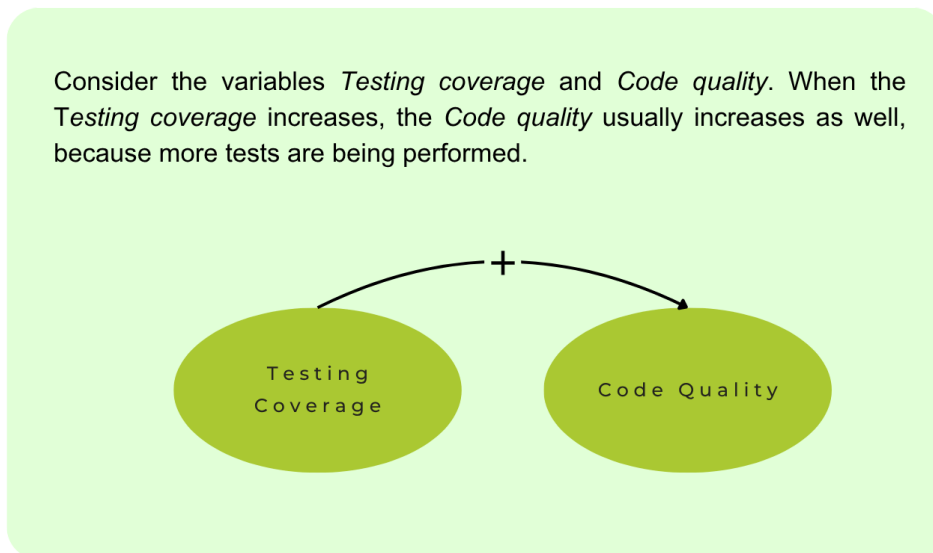 Consider the variables Testing coverage and Code quality. When the
Testing coverage increases, the Code quality usually increases as well,
because more tests are being performed.
+
Testing
Coverage
Code Quality